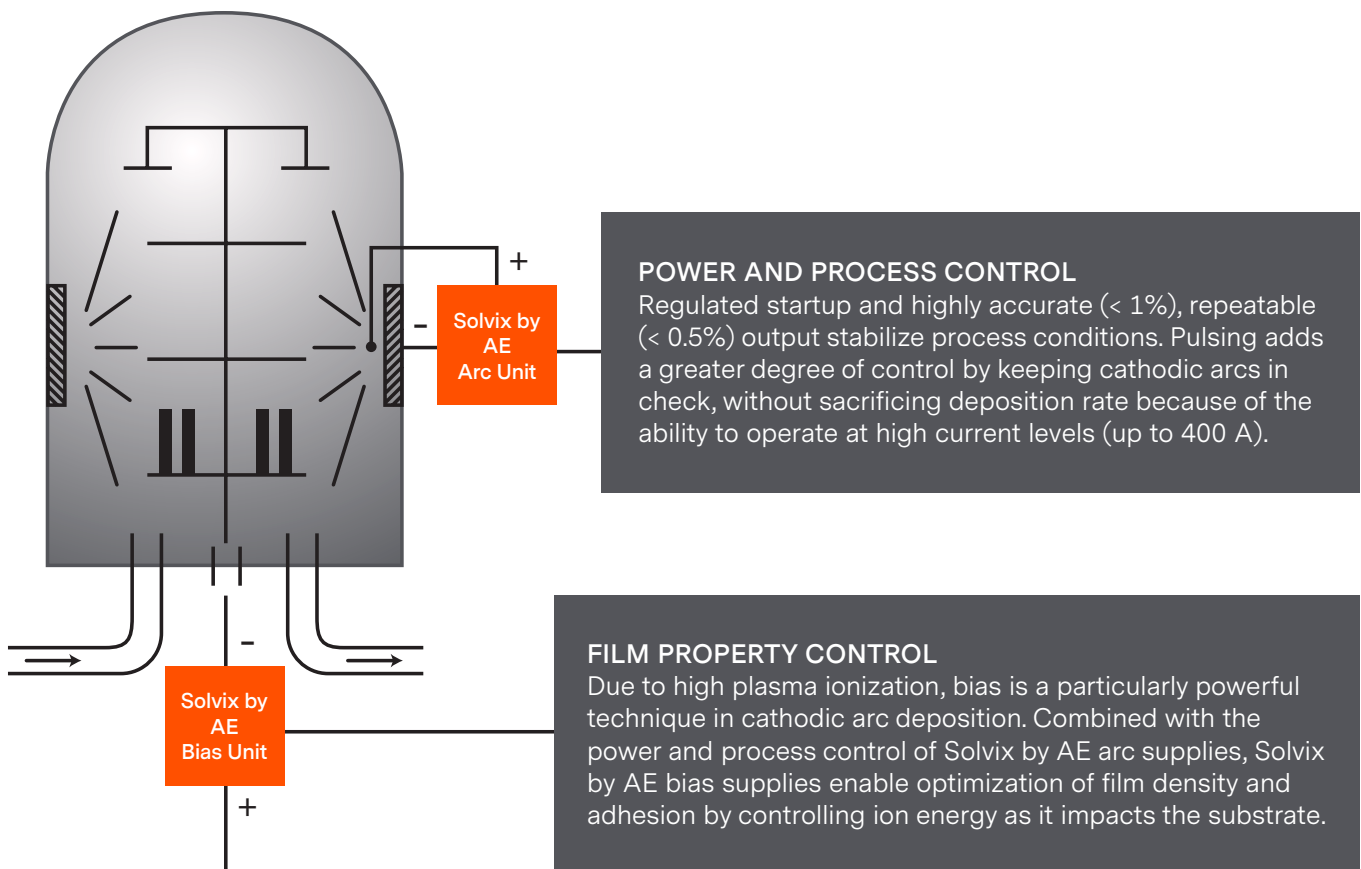 +
-
Solvix by
AE
Arc Unit
POWER AND PROCESS CONTROL
Regulated startup and highly accurate (< 1%), repeatable
(< 0.5%) output stabilize process conditions. Pulsing adds
a greater degree of control by keeping cathodic arcs in
check, without sacrificing deposition rate because of the
ability to operate at high current levels (up to 400 A).
-
Solvix by
AE
Bias Unit
+
FILM PROPERTY CONTROL
Due to high plasma ionization, bias is a particularly powerful
technique in cathodic arc deposition. Combined with the
power and process control of Solvix by AE arc supplies, Solvix
by AE bias supplies enable optimization of film density and
adhesion by controlling ion energy as it impacts the substrate.